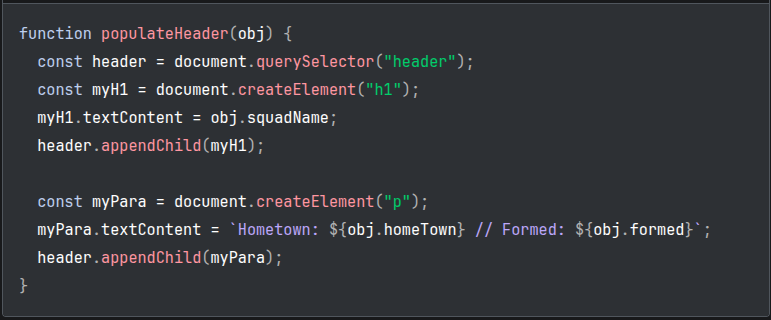 function populateHeader(obj) {
  const header = document.querySelector("header");
  const myH1 = document.createElement("h1");
  myH1.textContent = obj.squadName;
  header.appendChild(myH1);

  const myPara = document.createElement("p");
  myPara.textContent = `Hometown: ${obj.homeTown} // Formed: ${obj.formed}`;
  header.appendChild(myPara);
}